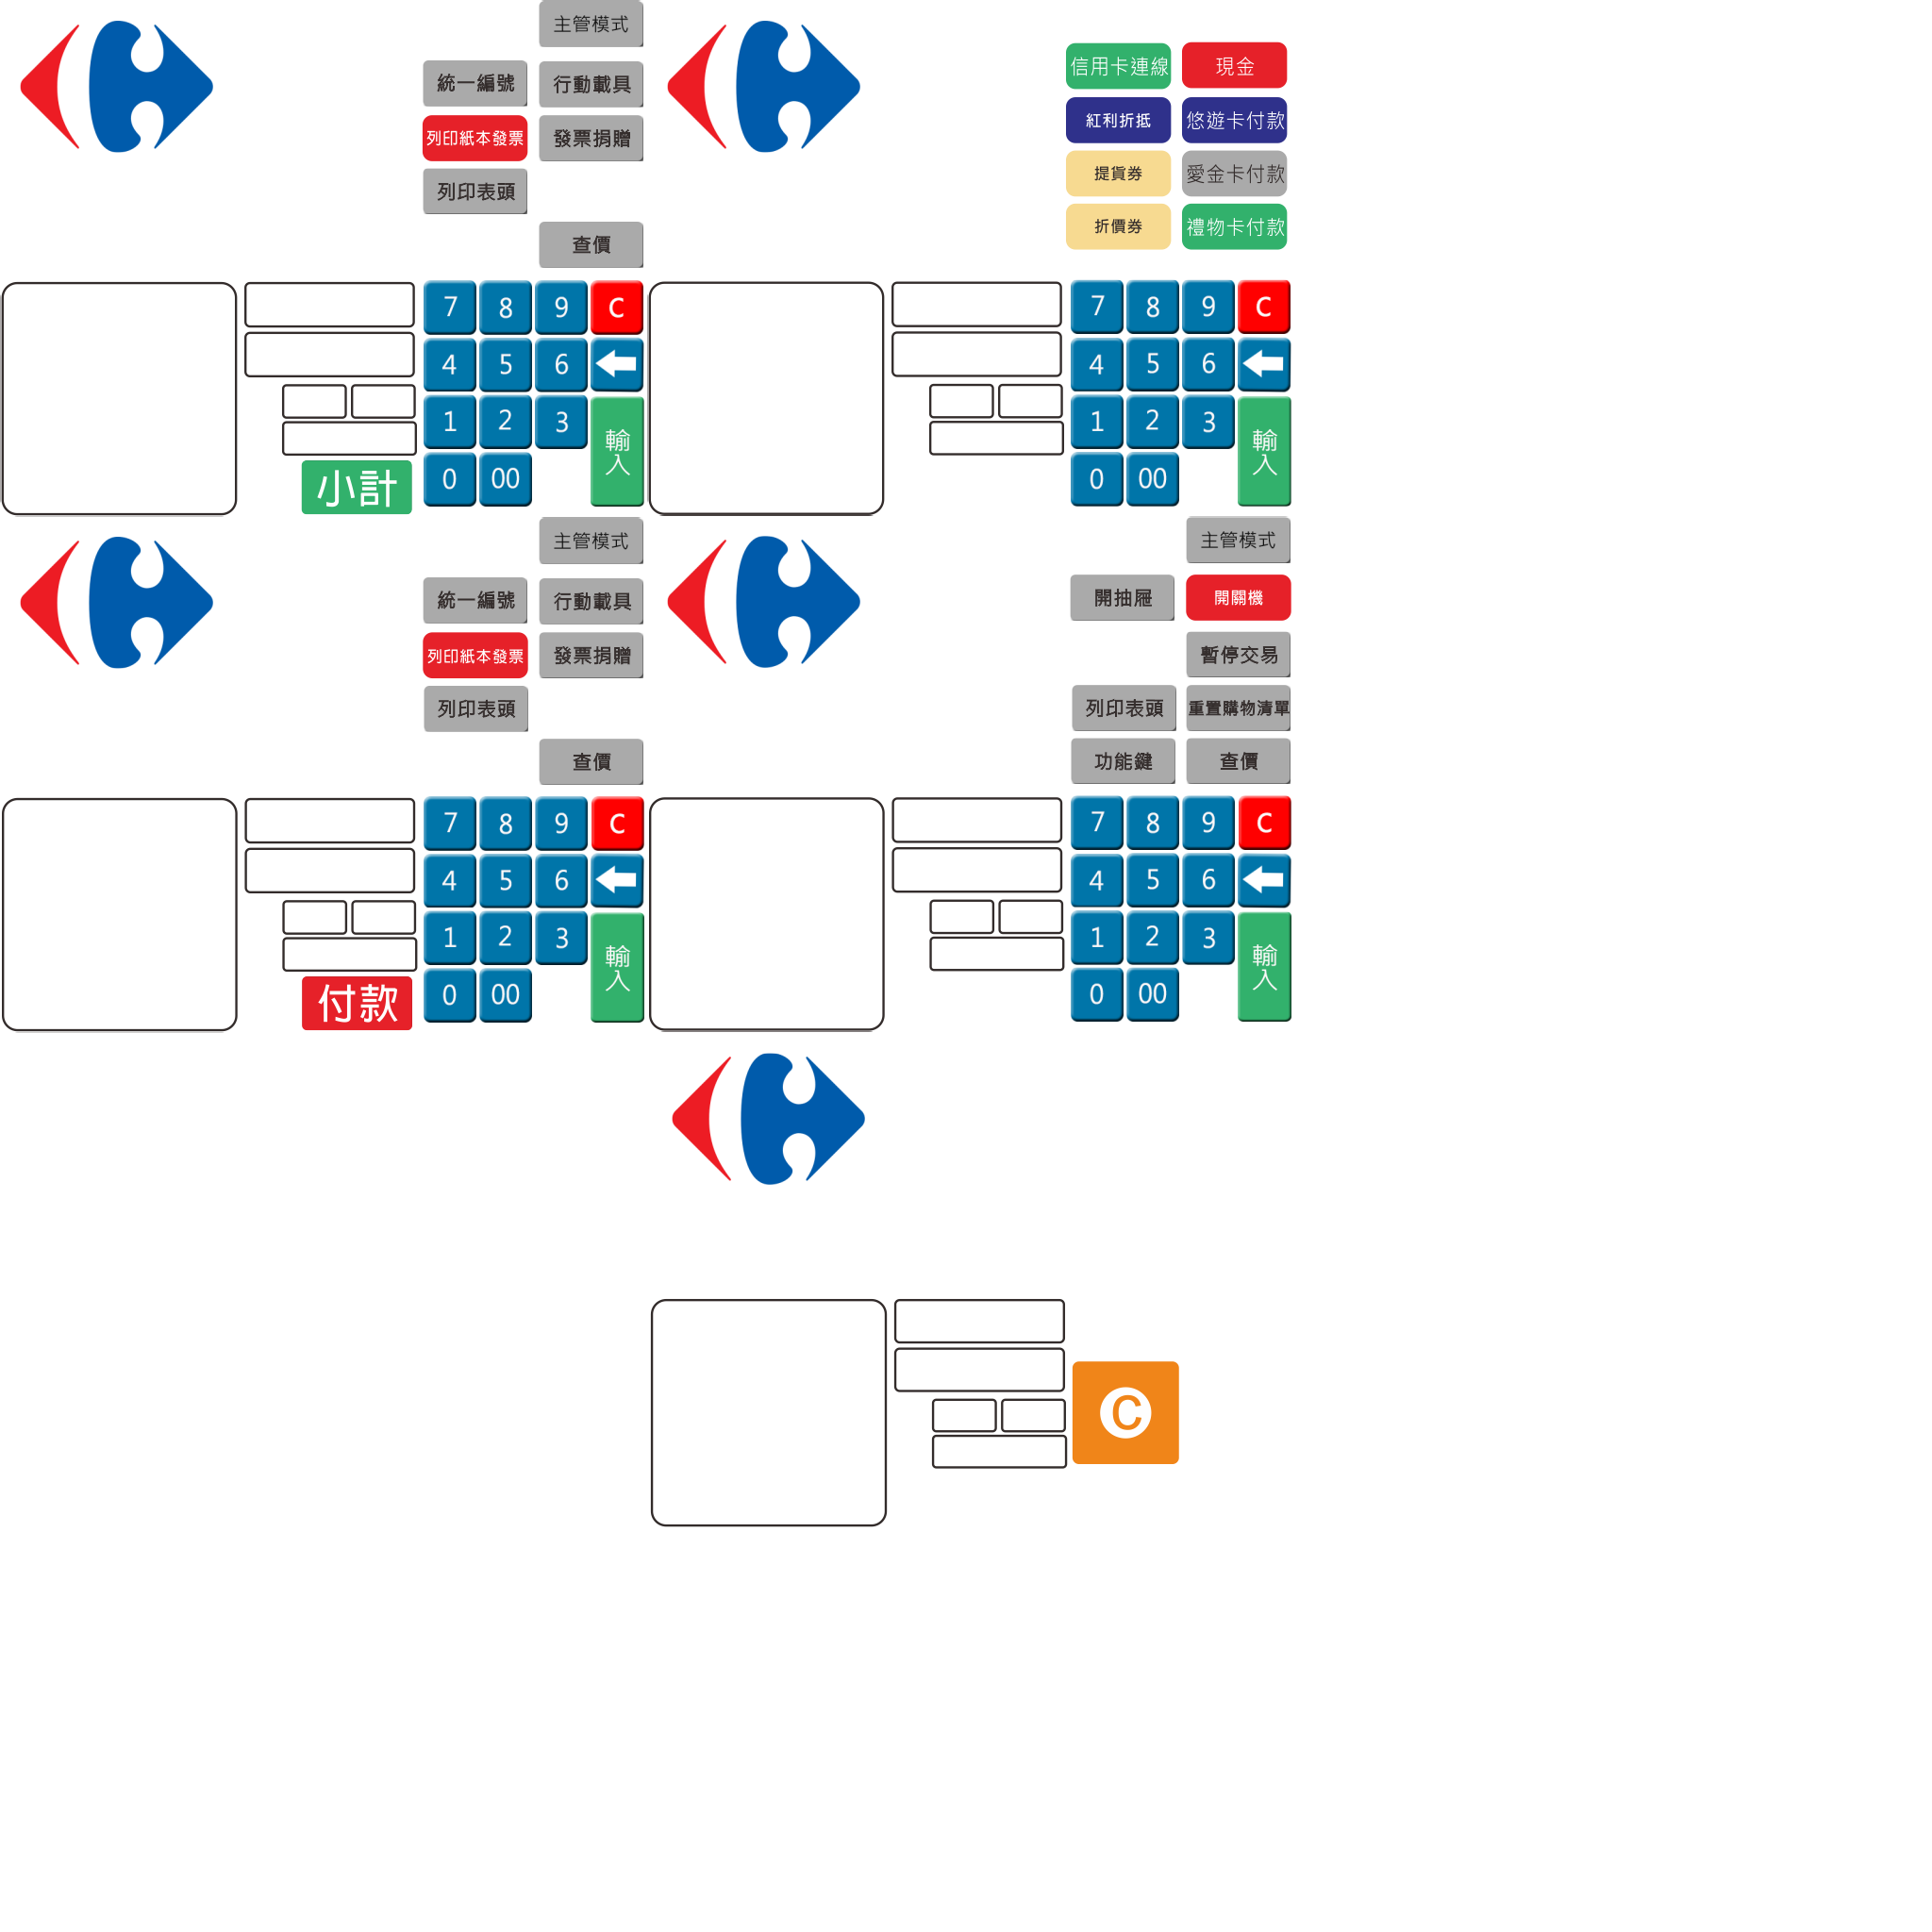 主管模式
統一編號 行動載具
列印紙本發票 發票捐贈
列印表頭
查價
7 8 9 C
4 5 6
1 2 3
輸入
0 00
小計
信用卡連線 現金
紅利折抵 悠遊卡付款
提貨券 愛金卡付款
折價券 禮物卡付款
7 8 9 C
4 5 6
1 2 3
輸入
0 00
主管模式
統一編號 行動載具
列印紙本發票 發票捐贈
列印表頭
查價
7 8 9 C
4 5 6
1 2 3
輸入
0 00
付款
主管模式
開抽屜 開關機
暫停交易
列印表頭 重置購物清單
功能鍵 查價
7 8 9 C
4 5 6
1 2 3
輸入
0 00
C